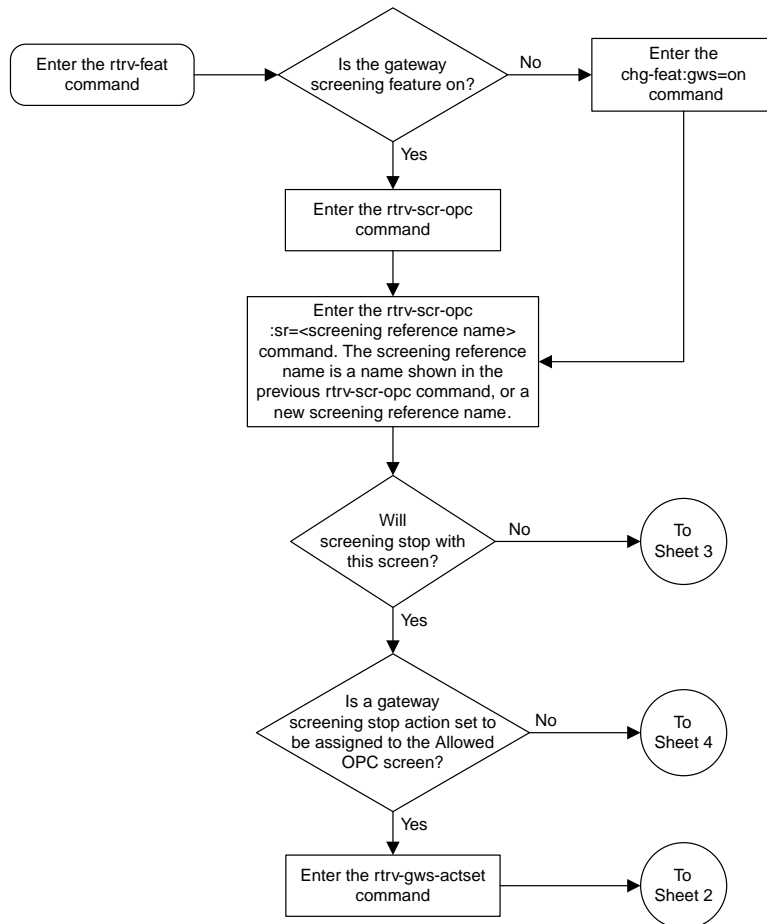 Enter the rtrv-feat
command
Is the gateway
screening feature on?
No
Enter the
chg-feat:gws=on
command
Yes
Enter the rtrv-scr-opc
command
Enter the rtrv-scr-opc
:sr=<screening reference name>
command. The screening reference
name is a name shown in the
previous rtrv-scr-opc command, or a
new screening reference name.
Will
screening stop with
this screen?
No
To
Sheet 3
Yes
Is a gateway
screening stop action set to
be assigned to the Allowed
OPC screen?
No
To
Sheet 4
Yes
Enter the rtrv-gws-actset
command
To
Sheet 2